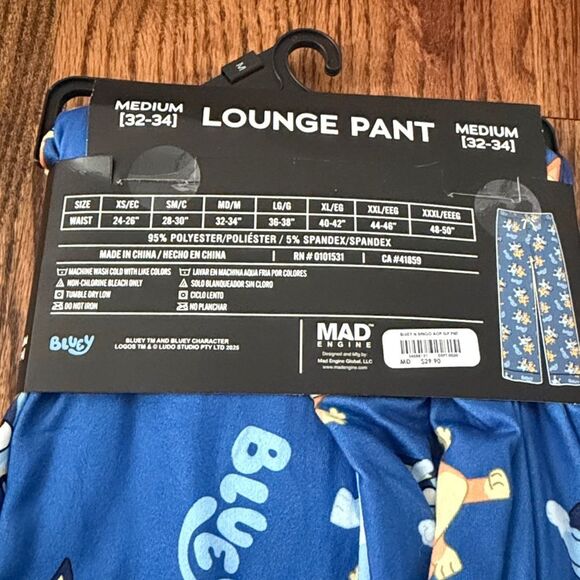 M
MEDIUM
[32-34]
LOUNGE PANT
MEDIUM
[32-34]
SIZE XS/EC SM/C MD/M LG/G XL/EG XXL/EEG XXXL/EEEG
WAIST 24-26" 28-30" 32-34" 36-38" 40-42" 44-46" 48-50"
95% POLYESTER/POLIÉSTER / 5% SPANDEX/SPANDEX
MADE IN CHINA / HECHO EN CHINA RN # 0101531 CA #41859
MACHINE WASH COLD WITH LIKE COLORS LAVAR EN MACHINA AQUA FRIA POR COLORES
NON-CHLORINE BLEACH ONLY SOLO BLANQUEADOR SIN CLORO
TUMBLE DRY LOW CICLO LENTO
DO NOT IRON NO PLANCHAR
BLUEY
BLUEY TM AND BLUEY CHARACTER
LOGOS TM & © LUDO STUDIO PTY LTD 2025
MAD
ENGINE
Designed and mfg by:
Mad Engine Global, LLC
www.madengine.com
MD $29.90
BLUEY